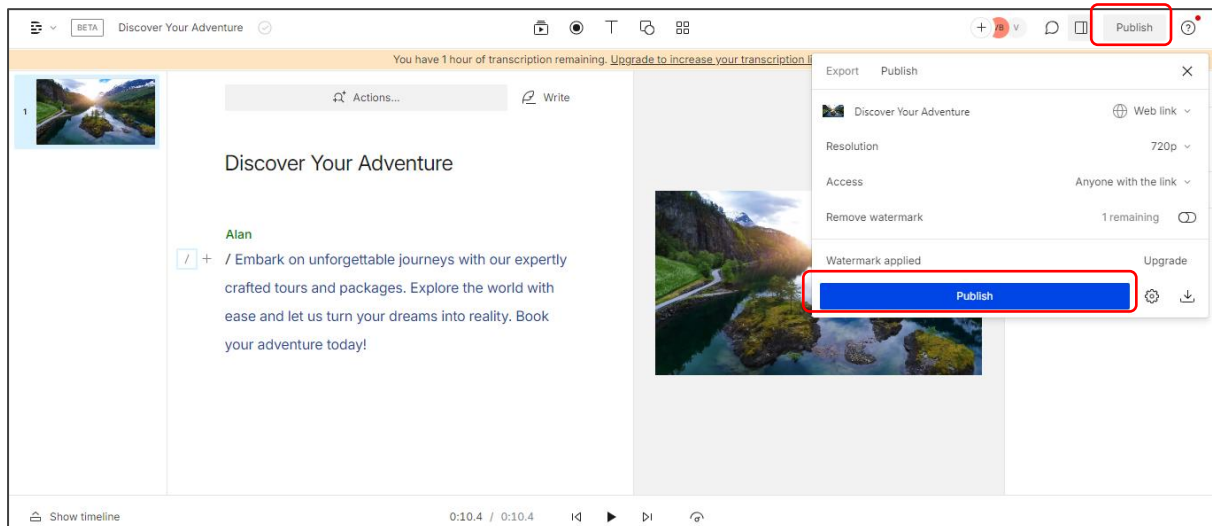 BETA Discover Your Adventure
VB V
Publish
You have 1 hour of transcription remaining. Upgrade to increase your transcription li
1
Actions... Write
Discover Your Adventure
Alan
/ + / Embark on unforgettable journeys with our expertly
crafted tours and packages. Explore the world with
ease and let us turn your dreams into reality. Book
your adventure today!
Export Publish
Discover Your Adventure Web link
Resolution 720p
Access Anyone with the link
Remove watermark 1 remaining
Watermark applied Upgrade
Publish
Show timeline 0:10.4 / 0:10.4